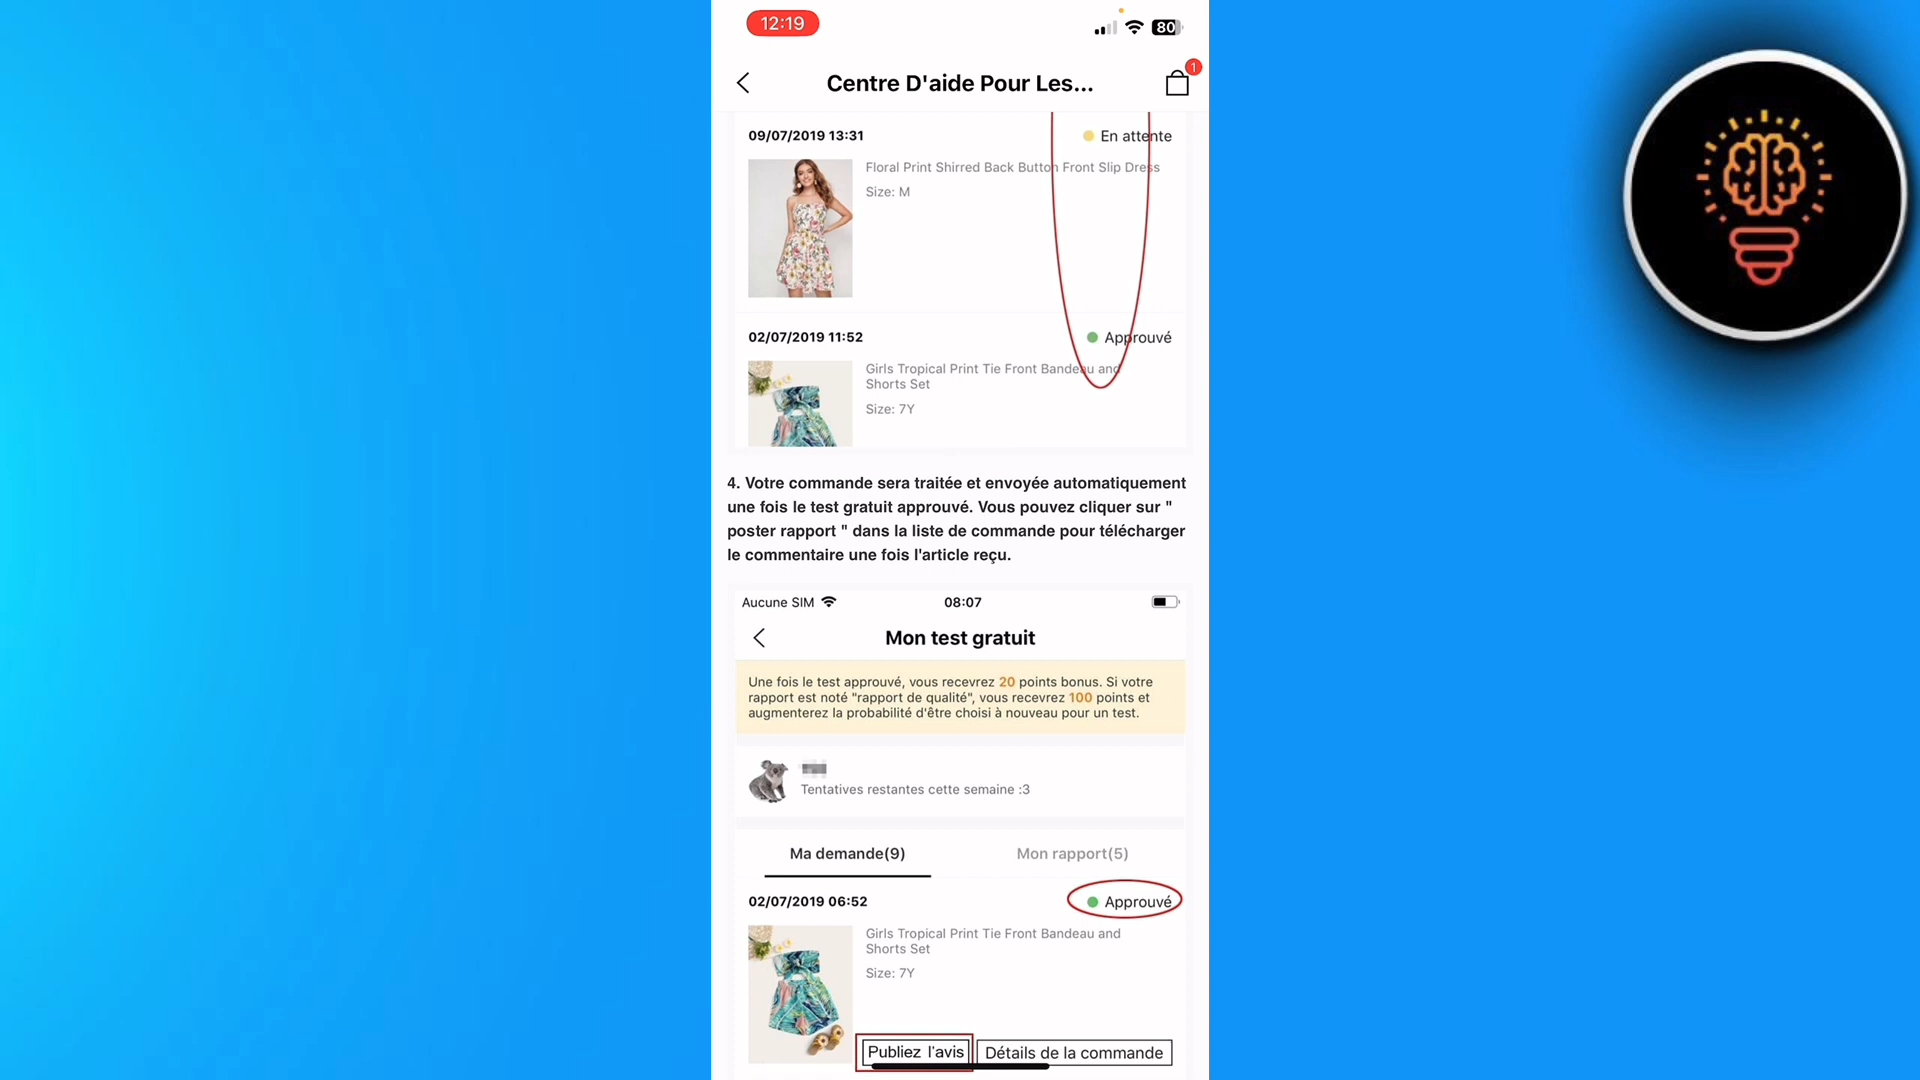 12:19
80
Centre D'aide Pour Les...
1
09/07/2019 13:31
En attente
Floral Print Shirred Back Button Front Slip Dress
Size: M
02/07/2019 11:52
Approuvé
Girls Tropical Print Tie Front Bandeau and
Shorts Set
Size: 7Y
4. Votre commande sera traitée et envoyée automatiquement
une fois le test gratuit approuvé. Vous pouvez cliquer sur "
poster rapport " dans la liste de commande pour télécharger
le commentaire une fois l'article reçu.
Aucune SIM
08:07
Mon test gratuit
Une fois le test approuvé, vous recevrez 20 points bonus. Si votre
rapport est noté "rapport de qualité", vous recevrez 100 points et
augmenterez la probabilité d'être choisi à nouveau pour un test.
Tentatives restantes cette semaine :3
Ma demande(9)
Mon rapport(5)
02/07/2019 06:52
Approuvé
Girls Tropical Print Tie Front Bandeau and
Shorts Set
Size: 7Y
Publiez l'avis
Détails de la commande